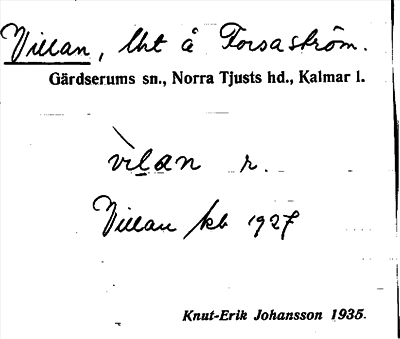 Villan, lht å Forsaström.
Gärdserums sn., Norra Tjusts hd., Kalmar l.
vìlan r.
Villan kb 1927
Knut-Erik Johansson 1935.